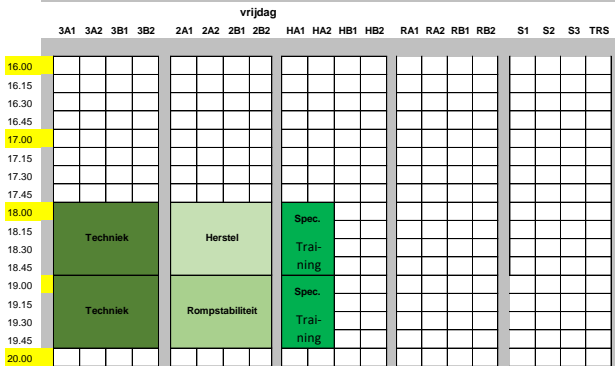 vrijdag
3A1 3A2 3B1 3B2 2A1 2A2 2B1 2B2 HA1 HA2 HB1 HB2 RA1 RA2 RB1 RB2 S1 S2 S3 TRS
16.00
16.15
16.30
16.45
17.00
17.15
17.30
17.45
18.00
Spec.
18.15
Techniek Herstel
Trai-
18.30
ning
18.45
19.00
Spec.
19.15
Techniek Rompstabiliteit
Trai-
19.30
ning
19.45
20.00